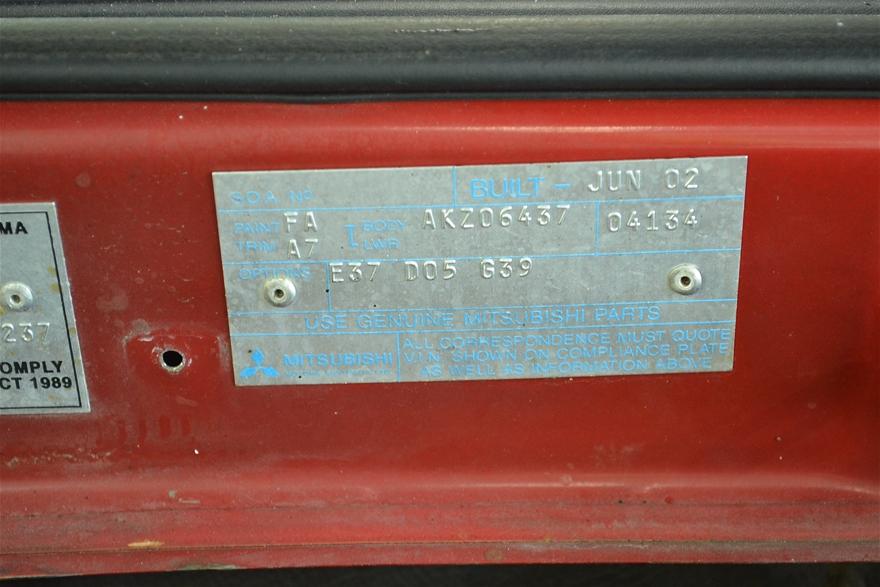 MA
237
OMPLY
CT 1989
S.O.A. Nº
BUILT - JUN 02
PAINT FA
TRIM A7
BODY
LWR
AKZ06437
04134
OPTIONS E37 D05 G39
USE GENUINE MITSUBISHI PARTS
MITSUBISHI
ALL CORRESPONDENCE MUST QUOTE
V.I.Nº SHOWN ON COMPLIANCE PLATE
AS WELL AS INFORMATION ABOVE